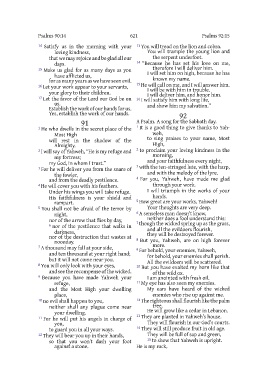 Psalms 90:14 621 Psalms 92:15
14 Satisfy us in the morning with your
loving kindness,
that we may rejoice and be glad all our
days.
15 Make us glad for as many days as you
have afflicted us,
for as many years as we have seen evil.
16 Let your work appear to your servants,
your glory to their children.
17 Let the favor of the Lord our God be on
us.
Establish the work of our hands for us.
Yes, establish the work of our hands.
91
1 He who dwells in the secret place of the
Most High
will rest in the shadow of the
Almighty.
2 I will say of Yahweh, "He is my refuge and
my fortress;
my God, in whom I trust."
3 For he will deliver you from the snare of
the fowler,
and from the deadly pestilence.
4 He will cover you with his feathers.
Under his wings you will take refuge.
His faithfulness is your shield and
rampart.
5 You shall not be afraid of the terror by
night,
nor of the arrow that flies by day,
6 nor of the pestilence that walks in
darkness,
nor of the destruction that wastes at
noonday.
7 A thousand may fall at your side,
and ten thousand at your right hand;
but it will not come near you.
8 You will only look with your eyes,
and see the recompense of the wicked.
9 Because you have made Yahweh your
refuge,
and the Most High your dwelling
place,
10 no evil shall happen to you,
neither shall any plague come near
your dwelling.
11 For he will put his angels in charge of
you,
to guard you in all your ways.
12 They will bear you up in their hands,
so that you won't dash your foot
against a stone.
13 You will tread on the lion and cobra.
You will trample the young lion and
the serpent underfoot.
14 "Because he has set his love on me,
therefore I will deliver him.
I will set him on high, because he has
known my name.
15 He will call on me, and I will answer him.
I will be with him in trouble.
I will deliver him, and honor him.
16 I will satisfy him with long life,
and show him my salvation."
92
A Psalm. A song for the Sabbath day.
1 It is a good thing to give thanks to Yah-
weh,
to sing praises to your name, Most
High,
2 to proclaim your loving kindness in the
morning,
and your faithfulness every night,
3 with the ten-stringed lute, with the harp,
and with the melody of the lyre.
4 For you, Yahweh, have made me glad
through your work.
I will triumph in the works of your
hands.
5 How great are your works, Yahweh!
Your thoughts are very deep.
6 A senseless man doesn't know,
neither does a fool understand this:
7 though the wicked spring up as the grass,
and all the evildoers flourish,
they will be destroyed forever.
8 But you, Yahweh, are on high forever
more.
9 For behold, your enemies, Yahweh,
for behold, your enemies shall perish.
All the evildoers will be scattered.
10 But you have exalted my horn like that
of the wild ox.
I am anointed with fresh oil.
11 My eye has also seen my enemies.
My ears have heard of the wicked
enemies who rise up against me.
12 The righteous shall flourish like the palm
tree.
He will grow like a cedar in Lebanon.
13 They are planted in Yahweh's house.
They will flourish in our God's courts.
14 They will still produce fruit in old age.
They will be full of sap and green,
15 to show that Yahweh is upright.
He is my rock,